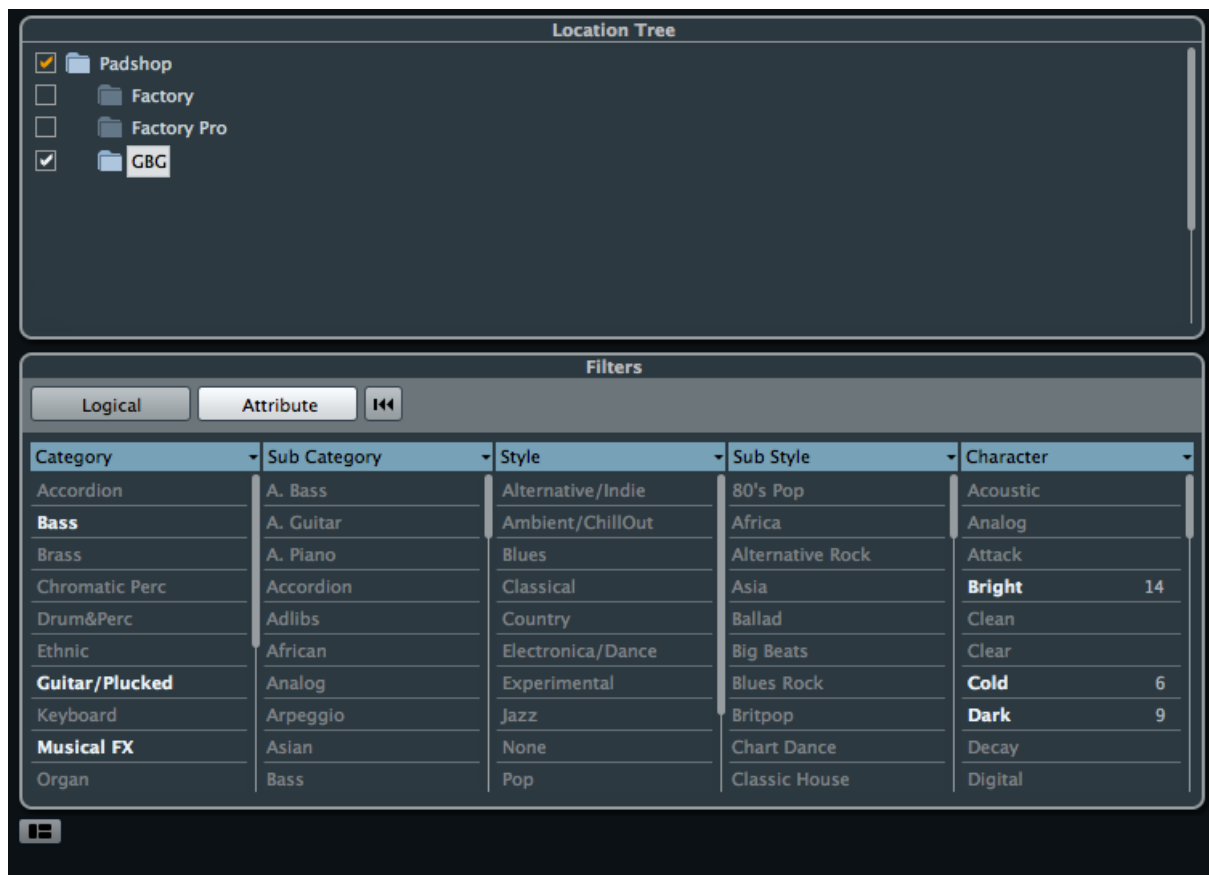 Location Tree
Padshop
Factory
Factory Pro
GBG
Filters
Logical Attribute
Category Sub Category Style Sub Style Character
Accordion A. Bass Alternative/Indie 80's Pop Acoustic
Bass A. Guitar Ambient/ChillOut Africa Analog
Brass A. Piano Blues Alternative Rock Attack
Chromatic Perc Accordion Classical Asia Bright 14
Drum&Perc Adlibs Country Ballad Clean
Ethnic African Electronica/Dance Big Beats Clear
Guitar/Plucked Analog Experimental Blues Rock Cold 6
Keyboard Arpeggio Jazz Britpop Dark 9
Musical FX Asian None Chart Dance Decay
Organ Bass Pop Classic House Digital